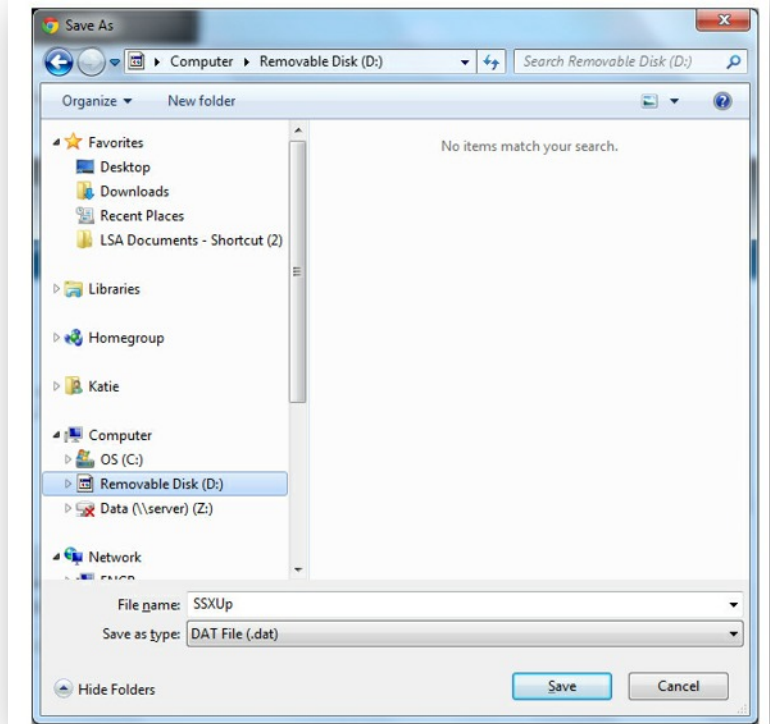 Save As
Computer Removable Disk (D:)
Search Removable Disk (D:)
Organize New folder
Favorites
Desktop
Downloads
Recent Places
LSA Documents - Shortcut (2)
Libraries
Homegroup
Katie
Computer
OS (C:)
Removable Disk (D:)
Data (\\server) (Z:)
Network
No items match your search.
File name: SSXUp
Save as type: DAT File (.dat)
Hide Folders
Save
Cancel